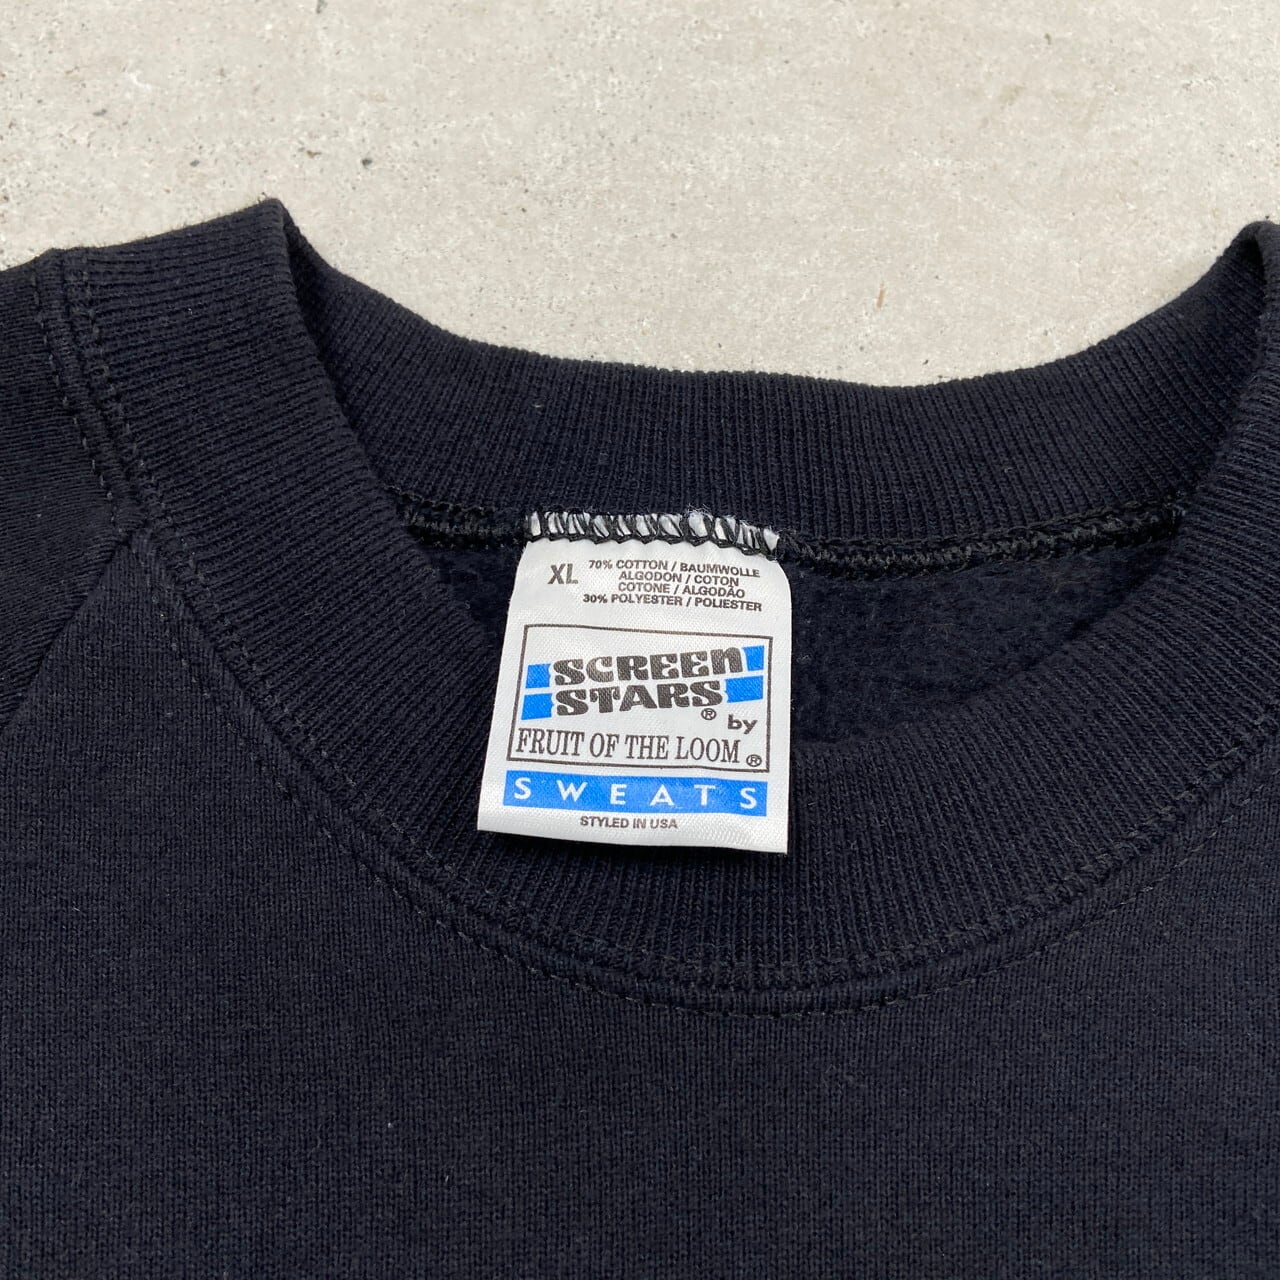 XL
70% COTTON / BAUMWOLLE
ALGODON / COTON
COTONE / ALGODÃO
30% POLYESTER / POLIESTER
SCREEN
STARS® by
FRUIT OF THE LOOM®
SWEATS
STYLED IN USA